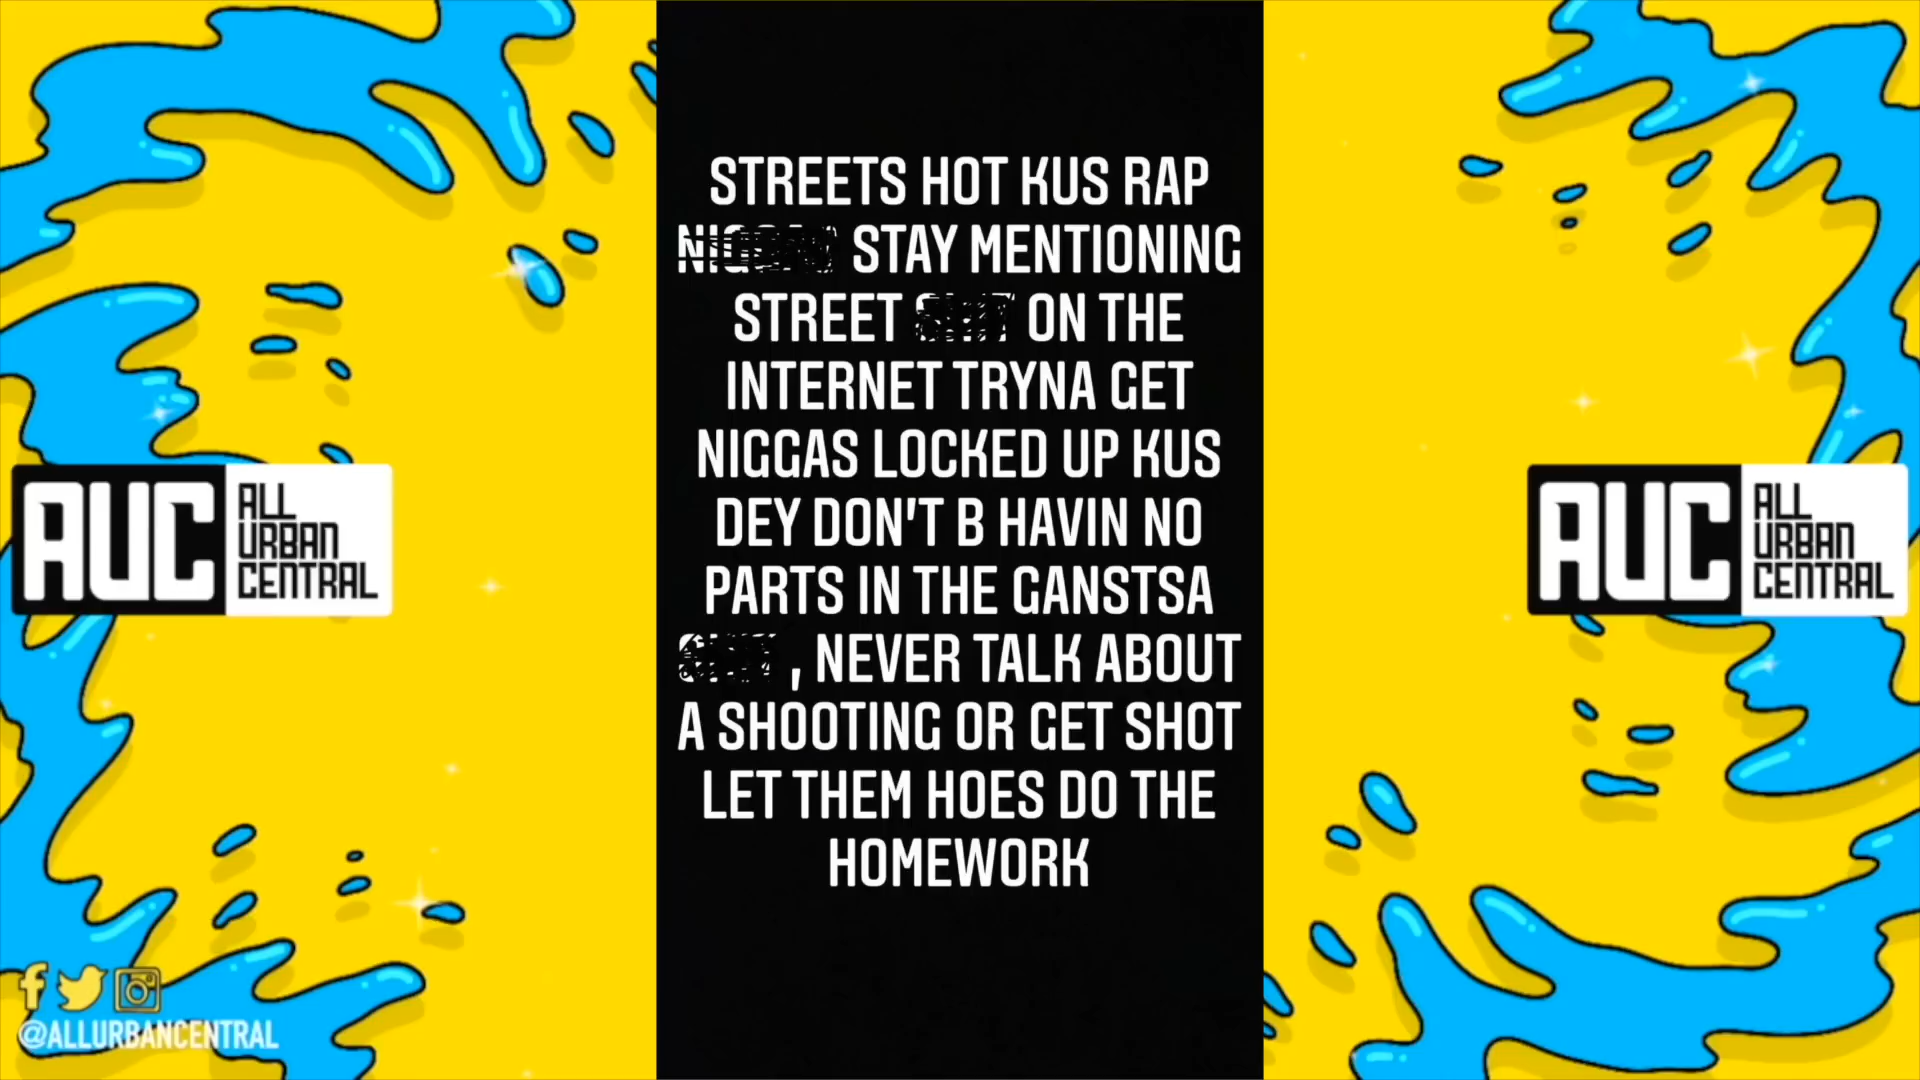 STREETS HOT KUS RAP
STAY MENTIONING
STREET ON THE
INTERNET TRYNA GET
NIGGAS LOCKED UP KUS
DEY DON'T B HAVIN NO
PARTS IN THE GANSTSA
, NEVER TALK ABOUT
A SHOOTING OR GET SHOT
LET THEM HOES DO THE
HOMEWORK
AUC
ALL
URBAN
CENTRAL
AUC
ALL
URBAN
CENTRAL
@ALLURBANCENTRAL